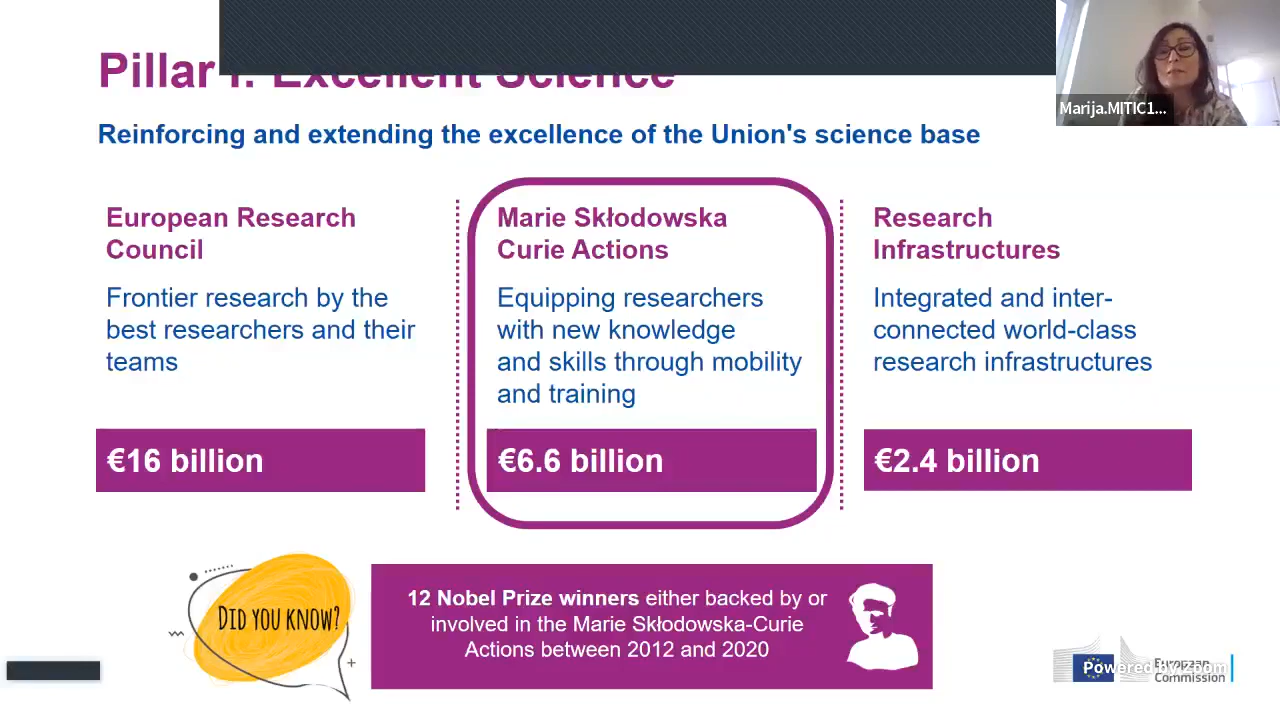 Pillar I: Excellent Science
Marija.MITIC1...
Reinforcing and extending the excellence of the Union's science base
European Research
Council
Frontier research by the
best researchers and their
teams
€16 billion
Marie Skłodowska
Curie Actions
Equipping researchers
with new knowledge
and skills through mobility
and training
€6.6 billion
Research
Infrastructures
Integrated and inter-
connected world-class
research infrastructures
€2.4 billion
DID YOU KNOW?
12 Nobel Prize winners either backed by or
involved in the Marie Skłodowska-Curie
Actions between 2012 and 2020
Powered by Zoom
European
Commission